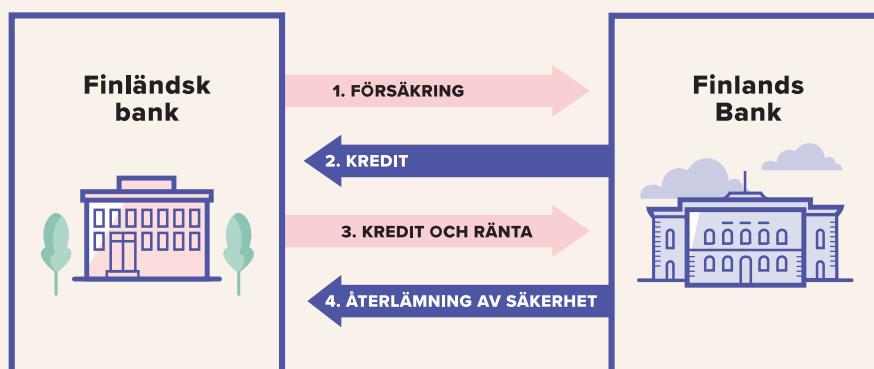 Finländsk
bank
1. FÖRSÄKRING
2. KREDIT
3. KREDIT OCH RÄNTA
4. ÅTERLÄMNING AV SÄKERHET
Finlands
Bank